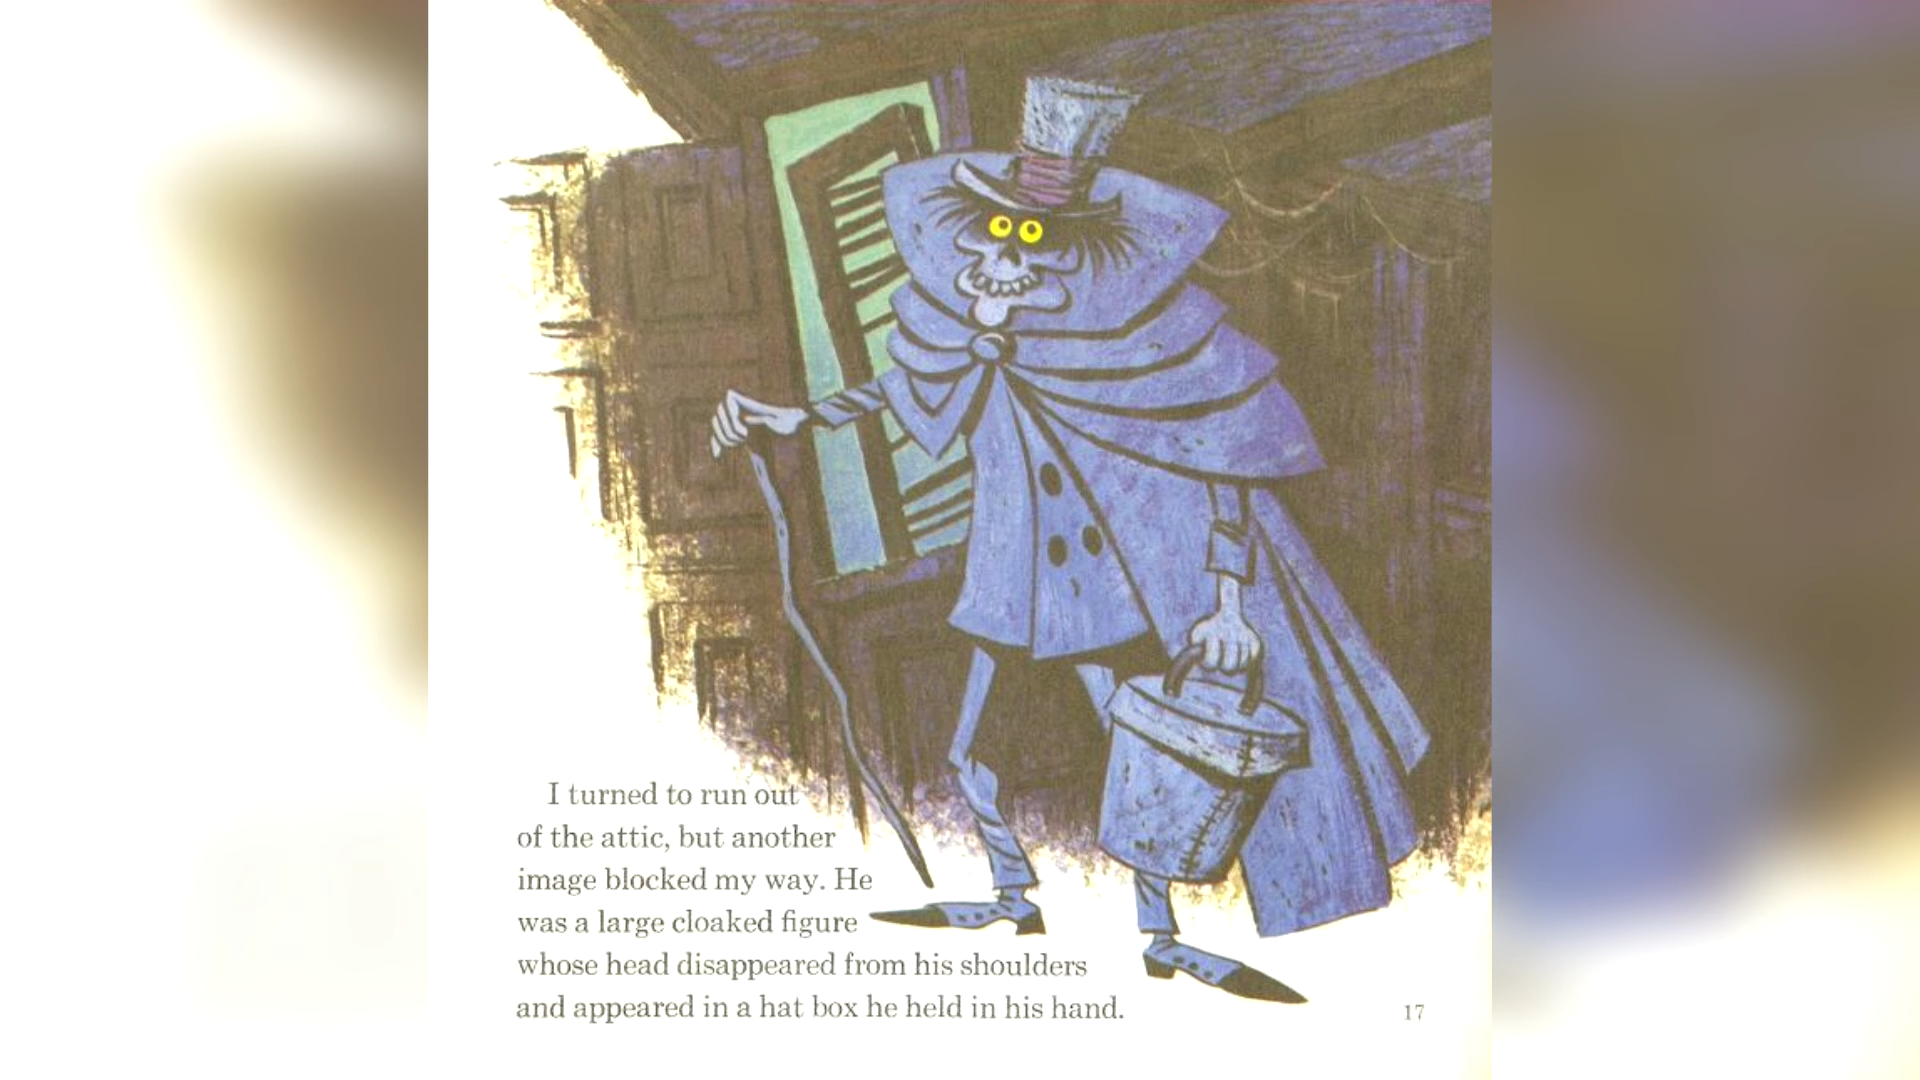 I turned to run out
of the attic, but another
image blocked my way. He
was a large cloaked figure
whose head disappeared from his shoulders
and appeared in a hat box he held in his hand.
17